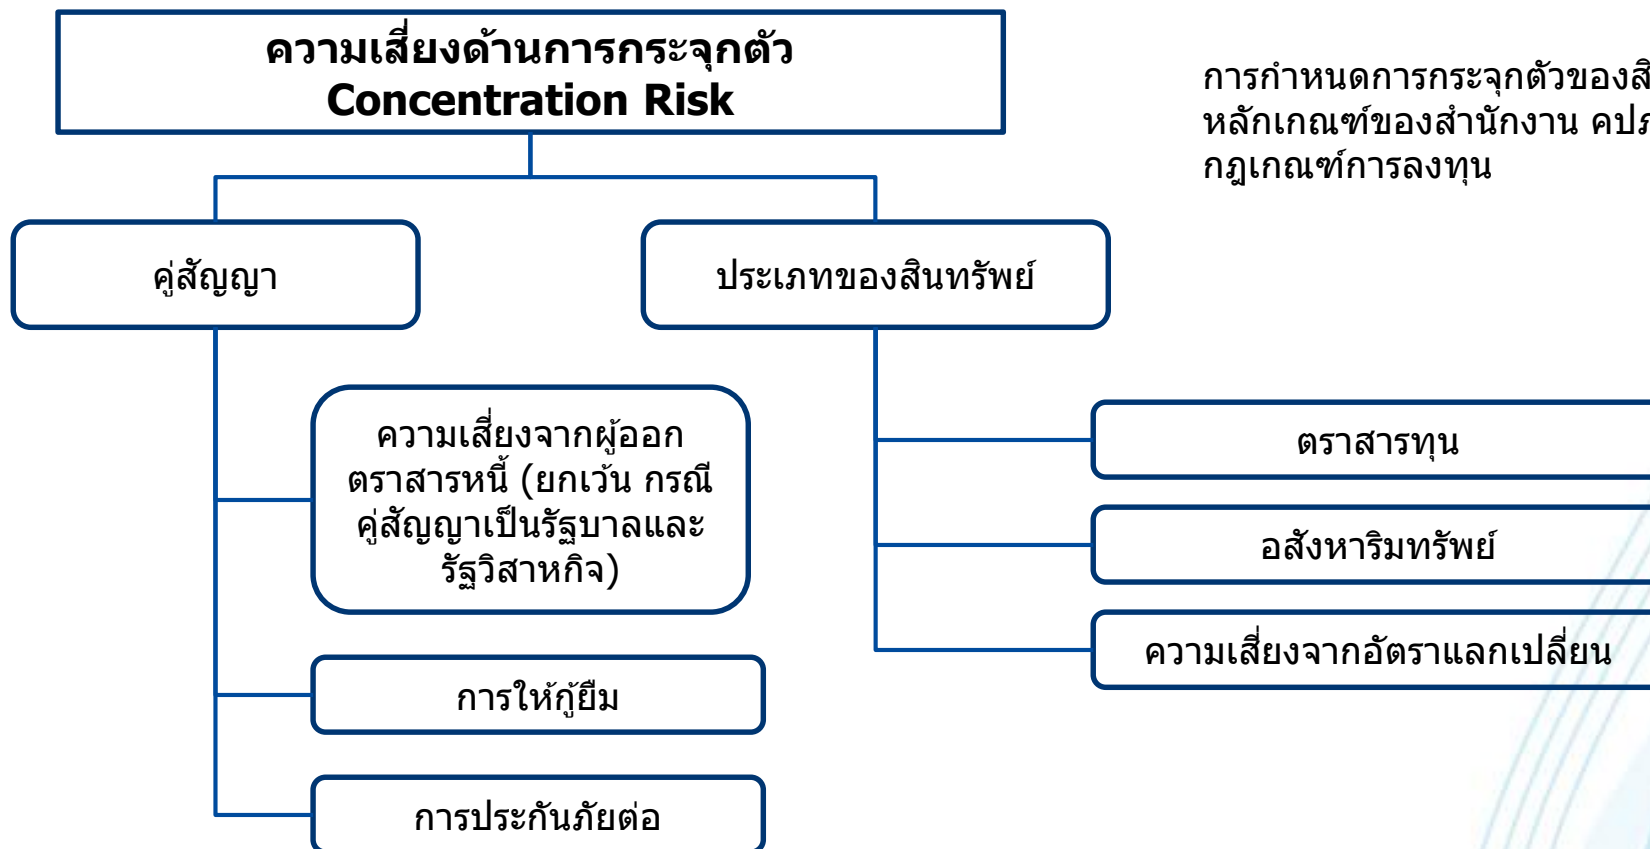 ความเสี่ยงด้านการกระจุกตัว
Concentration Risk
การกำหนดการกระจุกตัวของ
หลักเกณฑ์ของสำนักงาน
กฎเกณฑ์การลงทุน
คู่สัญญา
ประเภทของสินทรัพย์
ความเสี่ยงจากผู้ออก
ตราสารหนี้ (ยกเว้น กรณี
คู่สัญญาเป็นรัฐบาลและ
รัฐวิสาหกิจ)
การให้กู้ยืม
การประกันภัยต่อ
ตราสารทุน
อสังหาริมทรัพย์
ความเสี่ยงจากอัตราแลกเปลี่ยน